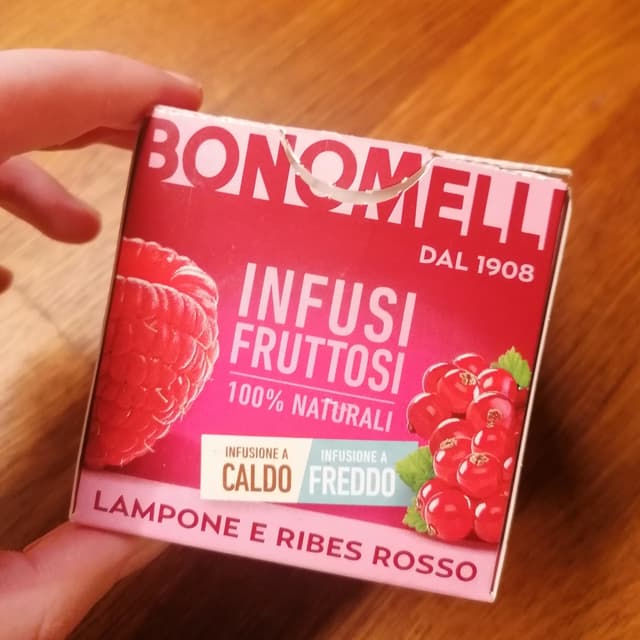 BONOMELLI
DAL 1908
INFUSI
FRUTTOSI
100% NATURALI
INFUSIONE A
CALDO
INFUSIONE A
FREDDO
LAMPONE E RIBES ROSSO